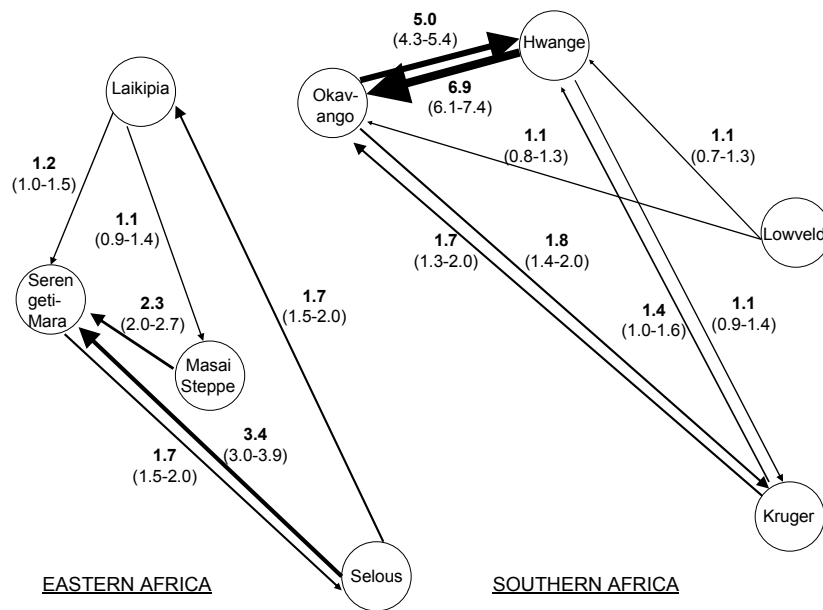 5.0
(4.3-5.4)
Hwange
Laikipia
Okav-
ango
6.9
(6.1-7.4)
1.1
(0.8-1.3)
1.1
(0.7-1.3)
1.2
(1.0-1.5)
1.1
(0.9-1.4)
Lowveld
1.7
(1.3-2.0)
1.8
(1.4-2.0)
Seren
geti-
Mara
2.3
(2.0-2.7)
1.7
(1.5-2.0)
1.4
(1.0-1.6)
1.1
(0.9-1.4)
Masai
Steppe
3.4
(3.0-3.9)
1.7
(1.5-2.0)
Kruger
Selous
EASTERN AFRICA
SOUTHERN AFRICA